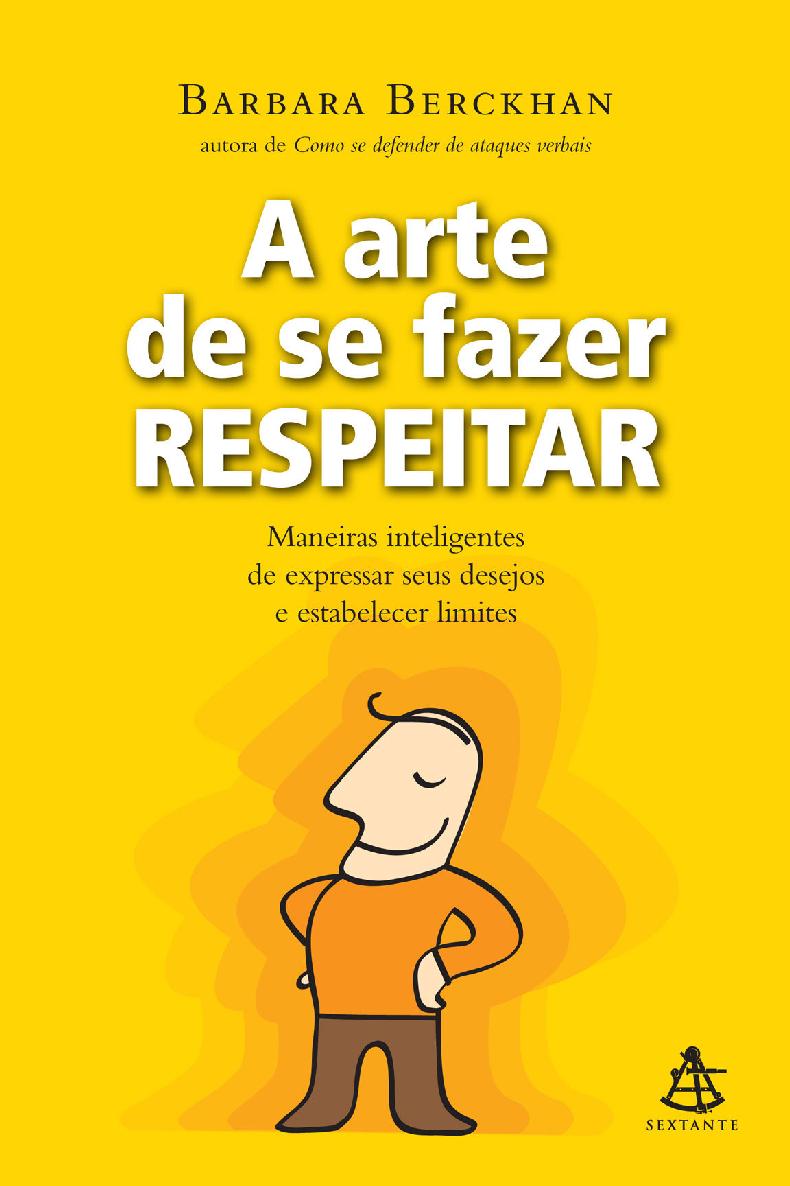 BARBARA BERCKHAN
autora de Como se defender de ataques verbais
A arte
de se fazer
RESPEITAR
Maneiras inteligentes
de expressar seus desejos
e estabelecer limites
SEXTANTE